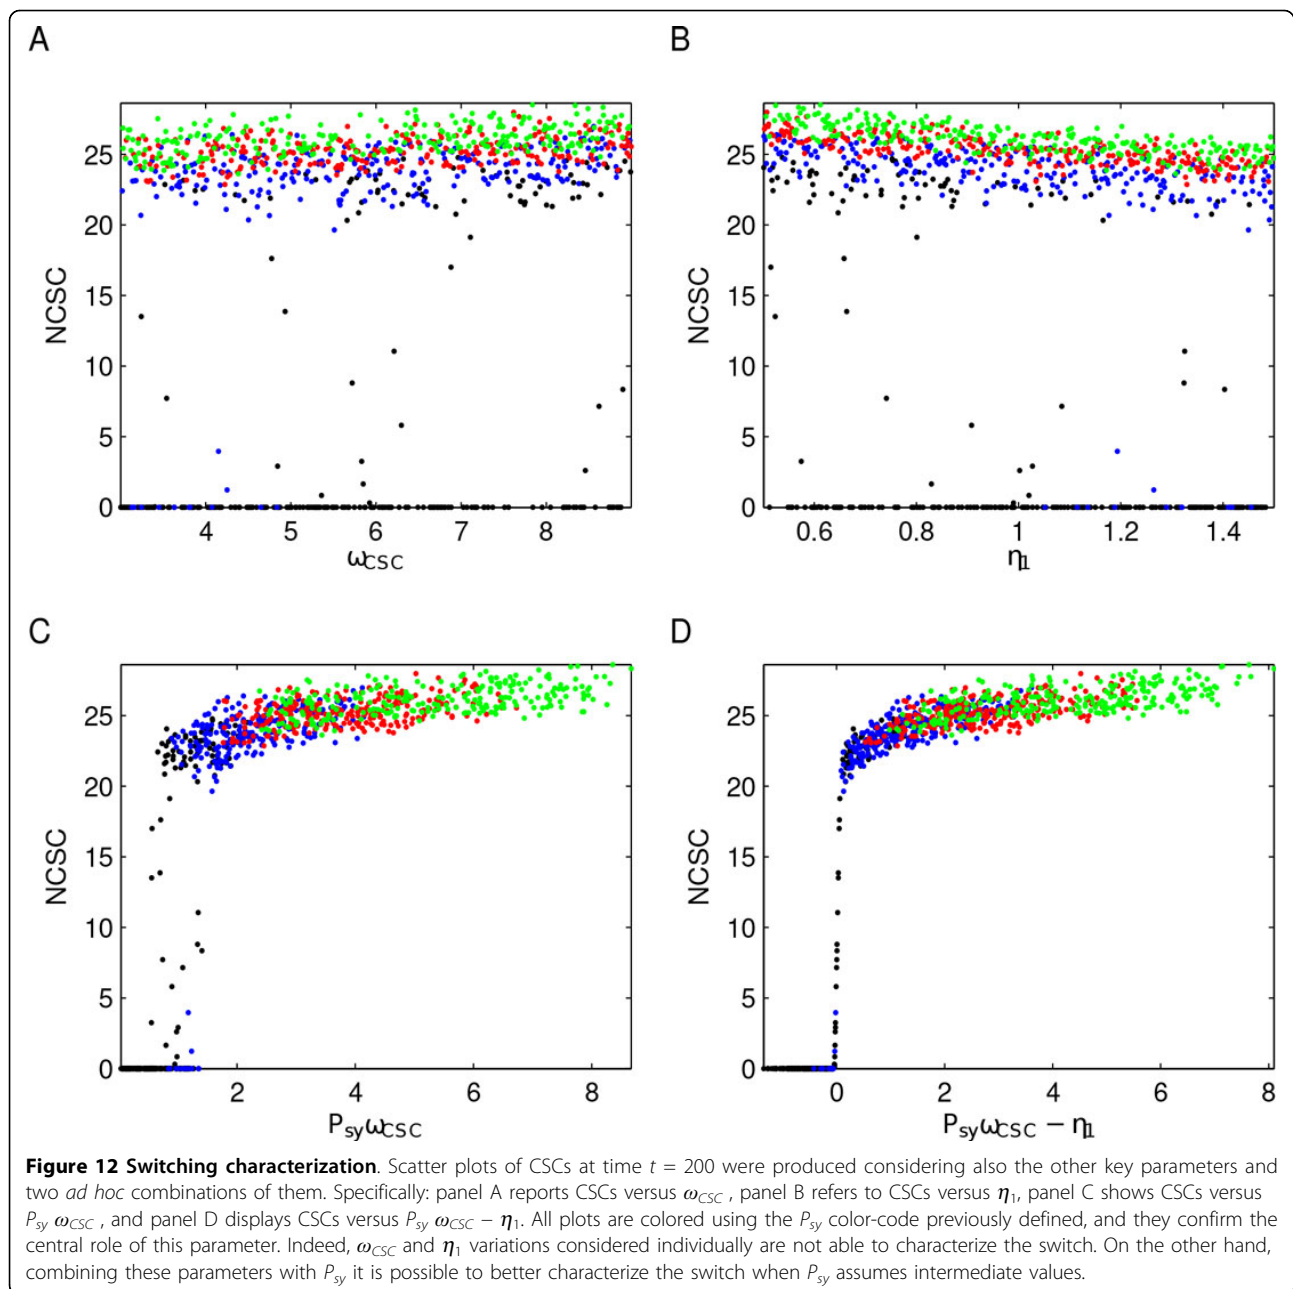 A
B
25
20
15
10
5
0
NCSC
4
5
6
7
8
ωCSC
25
20
15
10
5
0
NCSC
0.6
0.8
1
1.2
1.4
η1
C
D
25
20
15
10
5
0
NCSC
2
4
6
8
PsyωCSC
25
20
15
10
5
0
NCSC
0
2
4
6
8
PsyωCSC − η1
Figure 12 Switching characterization. Scatter plots of CSCs at time t = 200 were produced considering also the other key parameters and
two ad hoc combinations of them. Specifically: panel A reports CSCs versus ωCSC , panel B refers to CSCs versus η1, panel C shows CSCs versus
Psy ωCSC , and panel D displays CSCs versus Psy ωCSC − η1. All plots are colored using the Psy color-code previously defined, and they confirm the
central role of this parameter. Indeed, ωCSC and η1 variations considered individually are not able to characterize the switch. On the other hand,
combining these parameters with Psy it is possible to better characterize the switch when Psy assumes intermediate values.